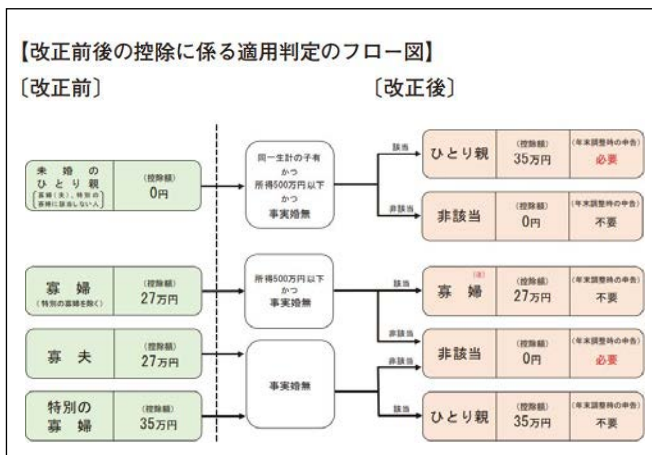 【改正前後の控除に係る適用判定のフロー図】
〔改正前〕
〔改正後〕
未婚の
ひとり親
寡婦(夫)、特別の
寡婦に該当しない人
(控除額)
0円
同一生計の子有
かつ
所得500万円以下
かつ
事実婚無
該当
ひとり親
(控除額)
35万円
(年末調整時の申告)
必要
非該当
非該当
(控除額)
0円
(年末調整時の申告)
不要
寡婦
(特別の寡婦を除く)
(控除額)
27万円
所得500万円以下
かつ
事実婚無
該当
寡婦
(控除額)
27万円
(年末調整時の申告)
不要
寡夫
(控除額)
27万円
非該当
非該当
非該当
(控除額)
0円
(年末調整時の申告)
必要
特別の
寡婦
(控除額)
35万円
事実婚無
該当
ひとり親
(控除額)
35万円
(年末調整時の申告)
不要